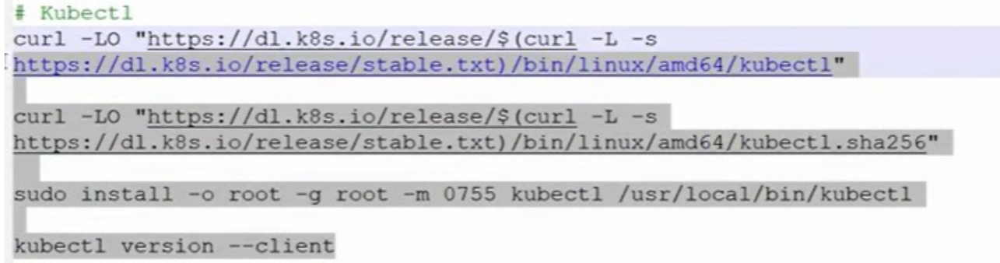 # Kubectl
curl -LO "https://dl.k8s.io/release/$(curl -L -s
https://dl.k8s.io/release/stable.txt)/bin/linux/amd64/kubectl"
curl -LO "https://dl.k8s.io/release/$(curl -L -s
https://dl.k8s.io/release/stable.txt)/bin/linux/amd64/kubectl.sha256"
sudo install -o root -g root -m 0755 kubectl /usr/local/bin/kubectl
kubectl version --client